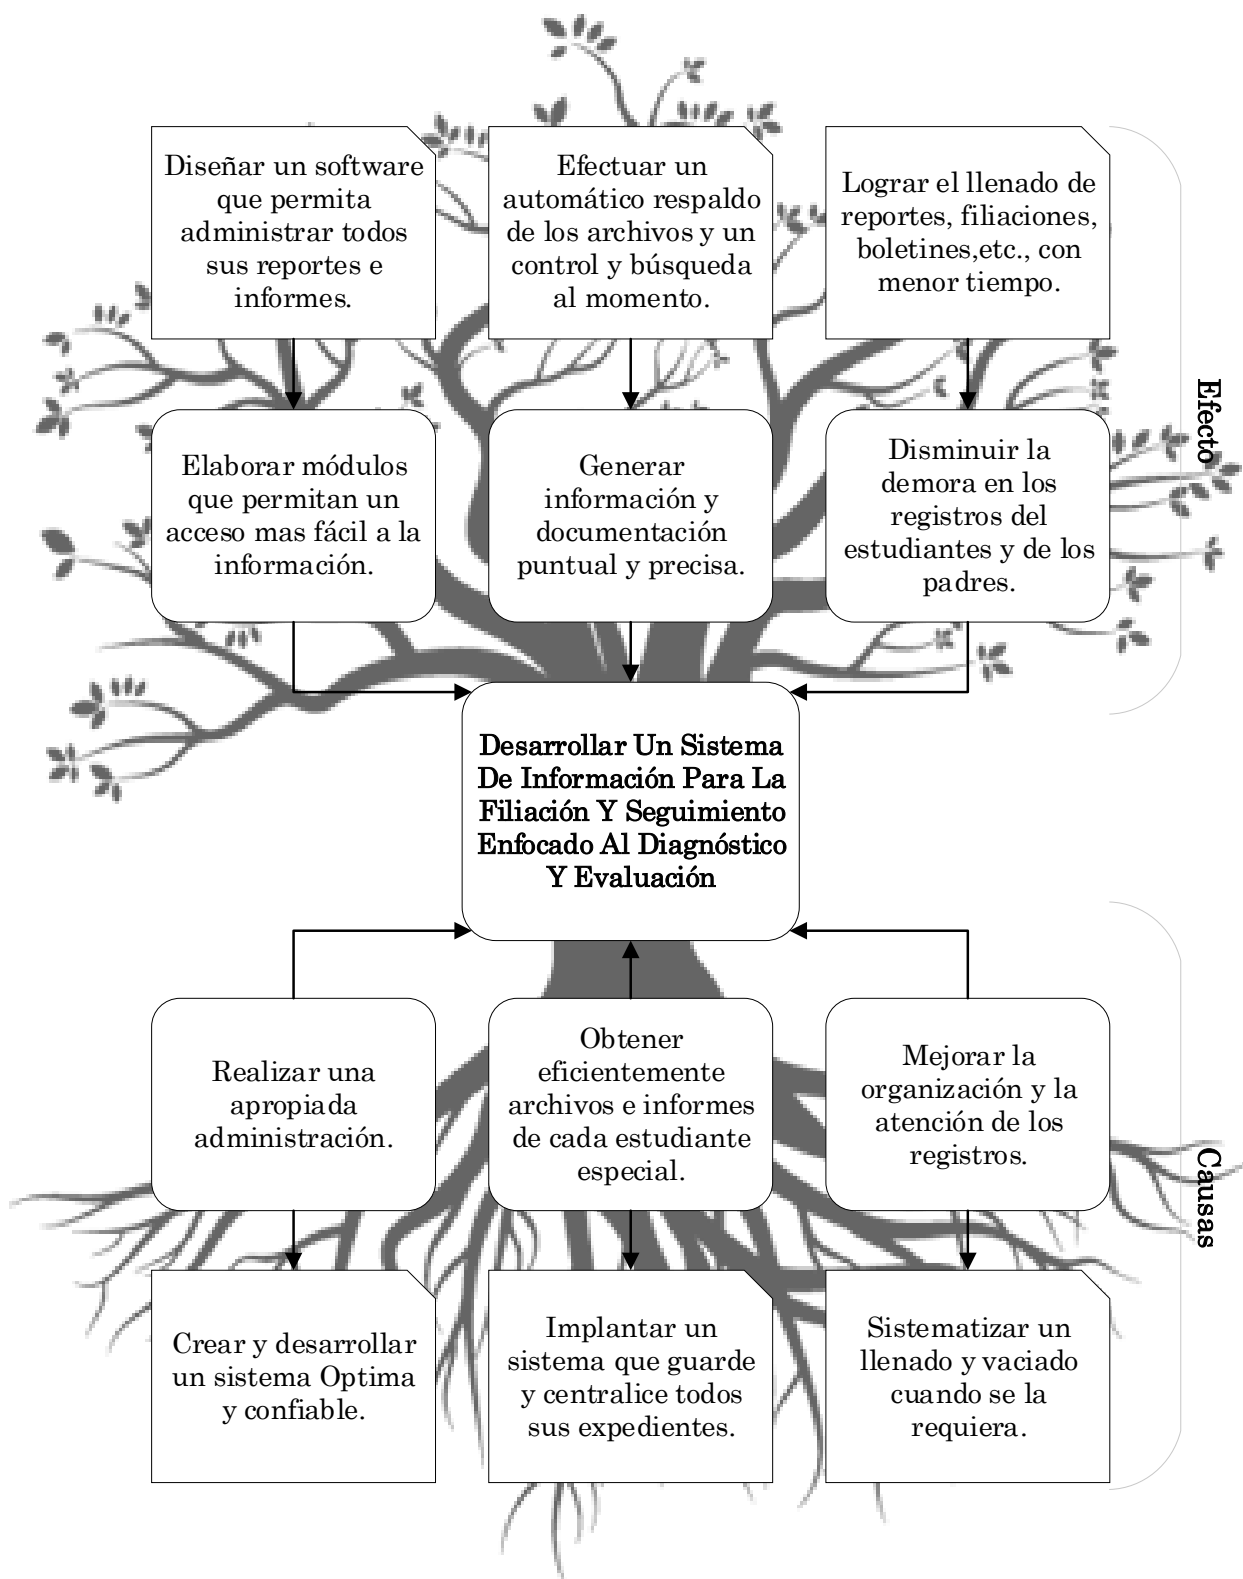 Diseñar un software
que permita
administrar todos
sus reportes e
informes.
Efectuar un
automático respaldo
de los archivos y un
control y búsqueda
al momento.
Lograr el llenado de
reportes, filiaciones,
boletines,etc., con
menor tiempo.
Efecto
Elaborar módulos
que permitan un
acceso mas fácil a la
información.
Generar
información y
documentación
puntual y precisa.
Disminuir la
demora en los
registros del
estudiantes y de los
padres.
Desarrollar Un Sistema
De Información Para La
Filiación Y Seguimiento
Enfocado Al Diagnóstico
Y Evaluación
Realizar una
apropiada
administración.
Obtener
eficientemente
archivos e informes
de cada estudiante
especial.
Mejorar la
organización y la
atención de los
registros.
Causas
Crear y desarrollar
un sistema Optima
y confiable.
Implantar un
sistema que guarde
y centralice todos
sus expedientes.
Sistematizar un
llenado y vaciado
cuando se la
requiera.